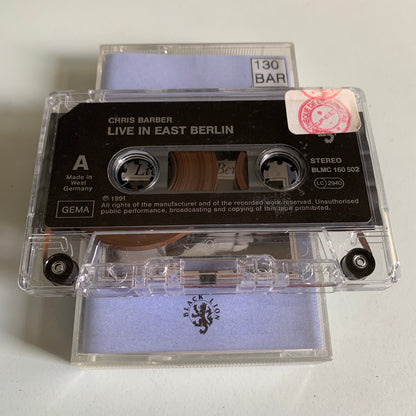 130
BAR
CHRIS BARBER
LIVE IN EAST BERLIN
A
Made in
West
Germany
STEREO
BLMC 160 502
LC 2940
℗ 1991
GEMA
All rights of the manufacturer and of the recorded work reserved. Unauthorised
public performance, broadcasting and copying of this tape prohibited.
BLACK LION